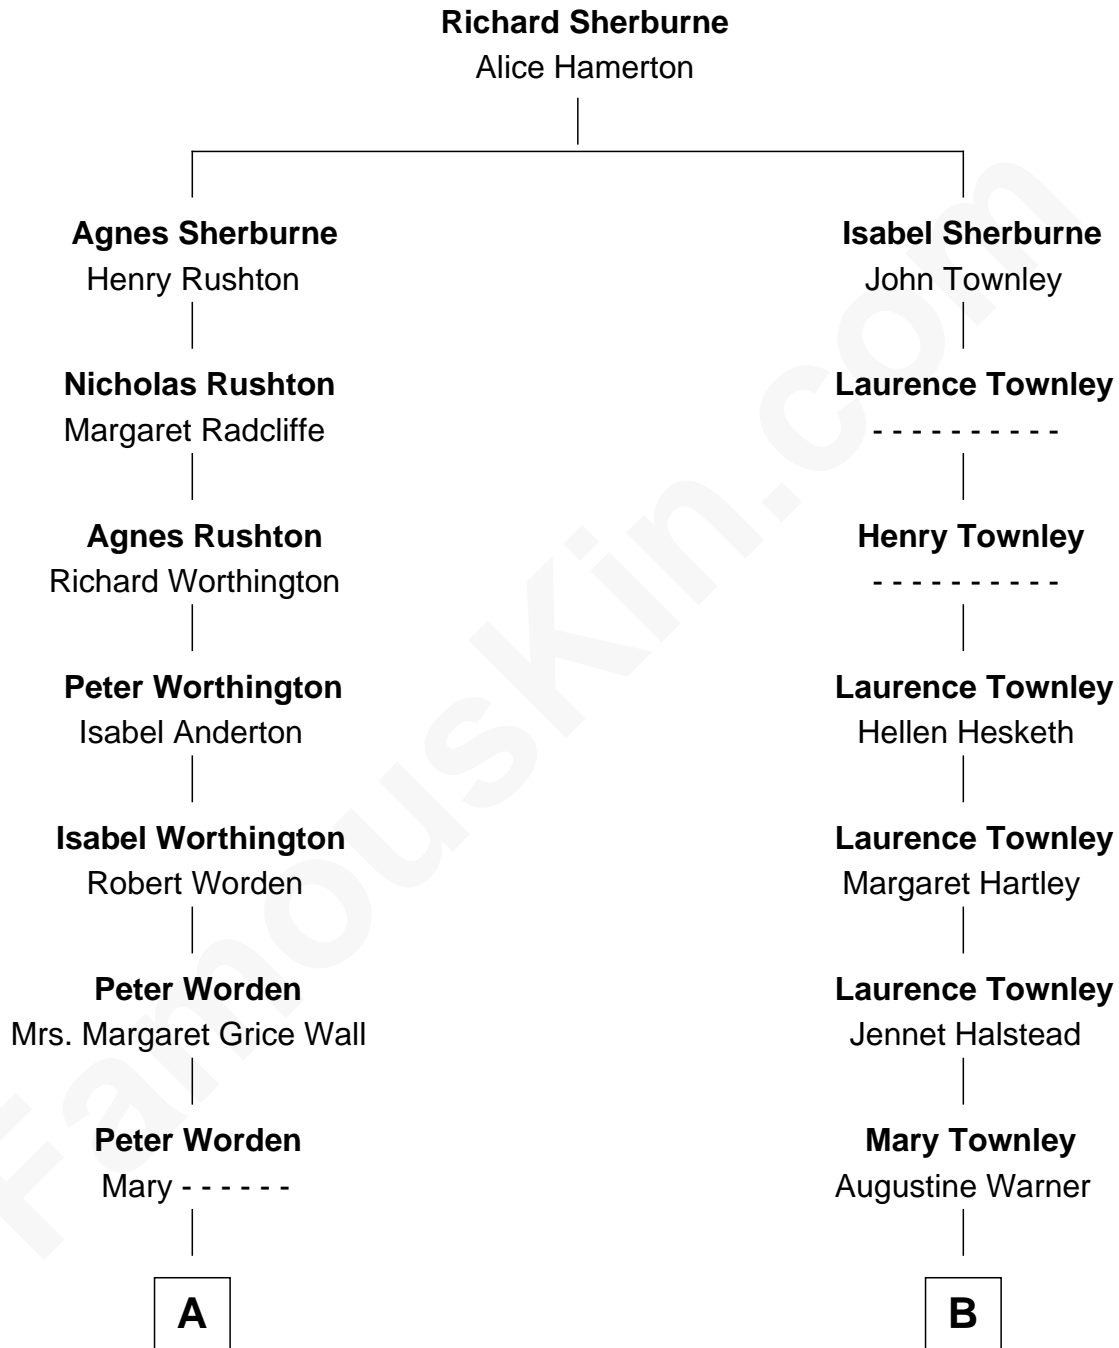 Richard Sherburne
Alice Hamerton
Agnes Sherburne
Henry Rushton
Isabel Sherburne
John Townley
Nicholas Rushton
Margaret Radcliffe
Laurence Townley
- - - - - - - - - -
Agnes Rushton
Richard Worthington
Henry Townley
- - - - - - - - - -
Peter Worthington
Isabel Anderton
Laurence Townley
Hellen Hesketh
Isabel Worthington
Robert Worden
Laurence Townley
Margaret Hartley
Peter Worden
Mrs. Margaret Grice Wall
Laurence Townley
Jennet Halstead
Peter Worden
Mary - - - - - -
Mary Townley
Augustine Warner
A
B
FamousKin.com